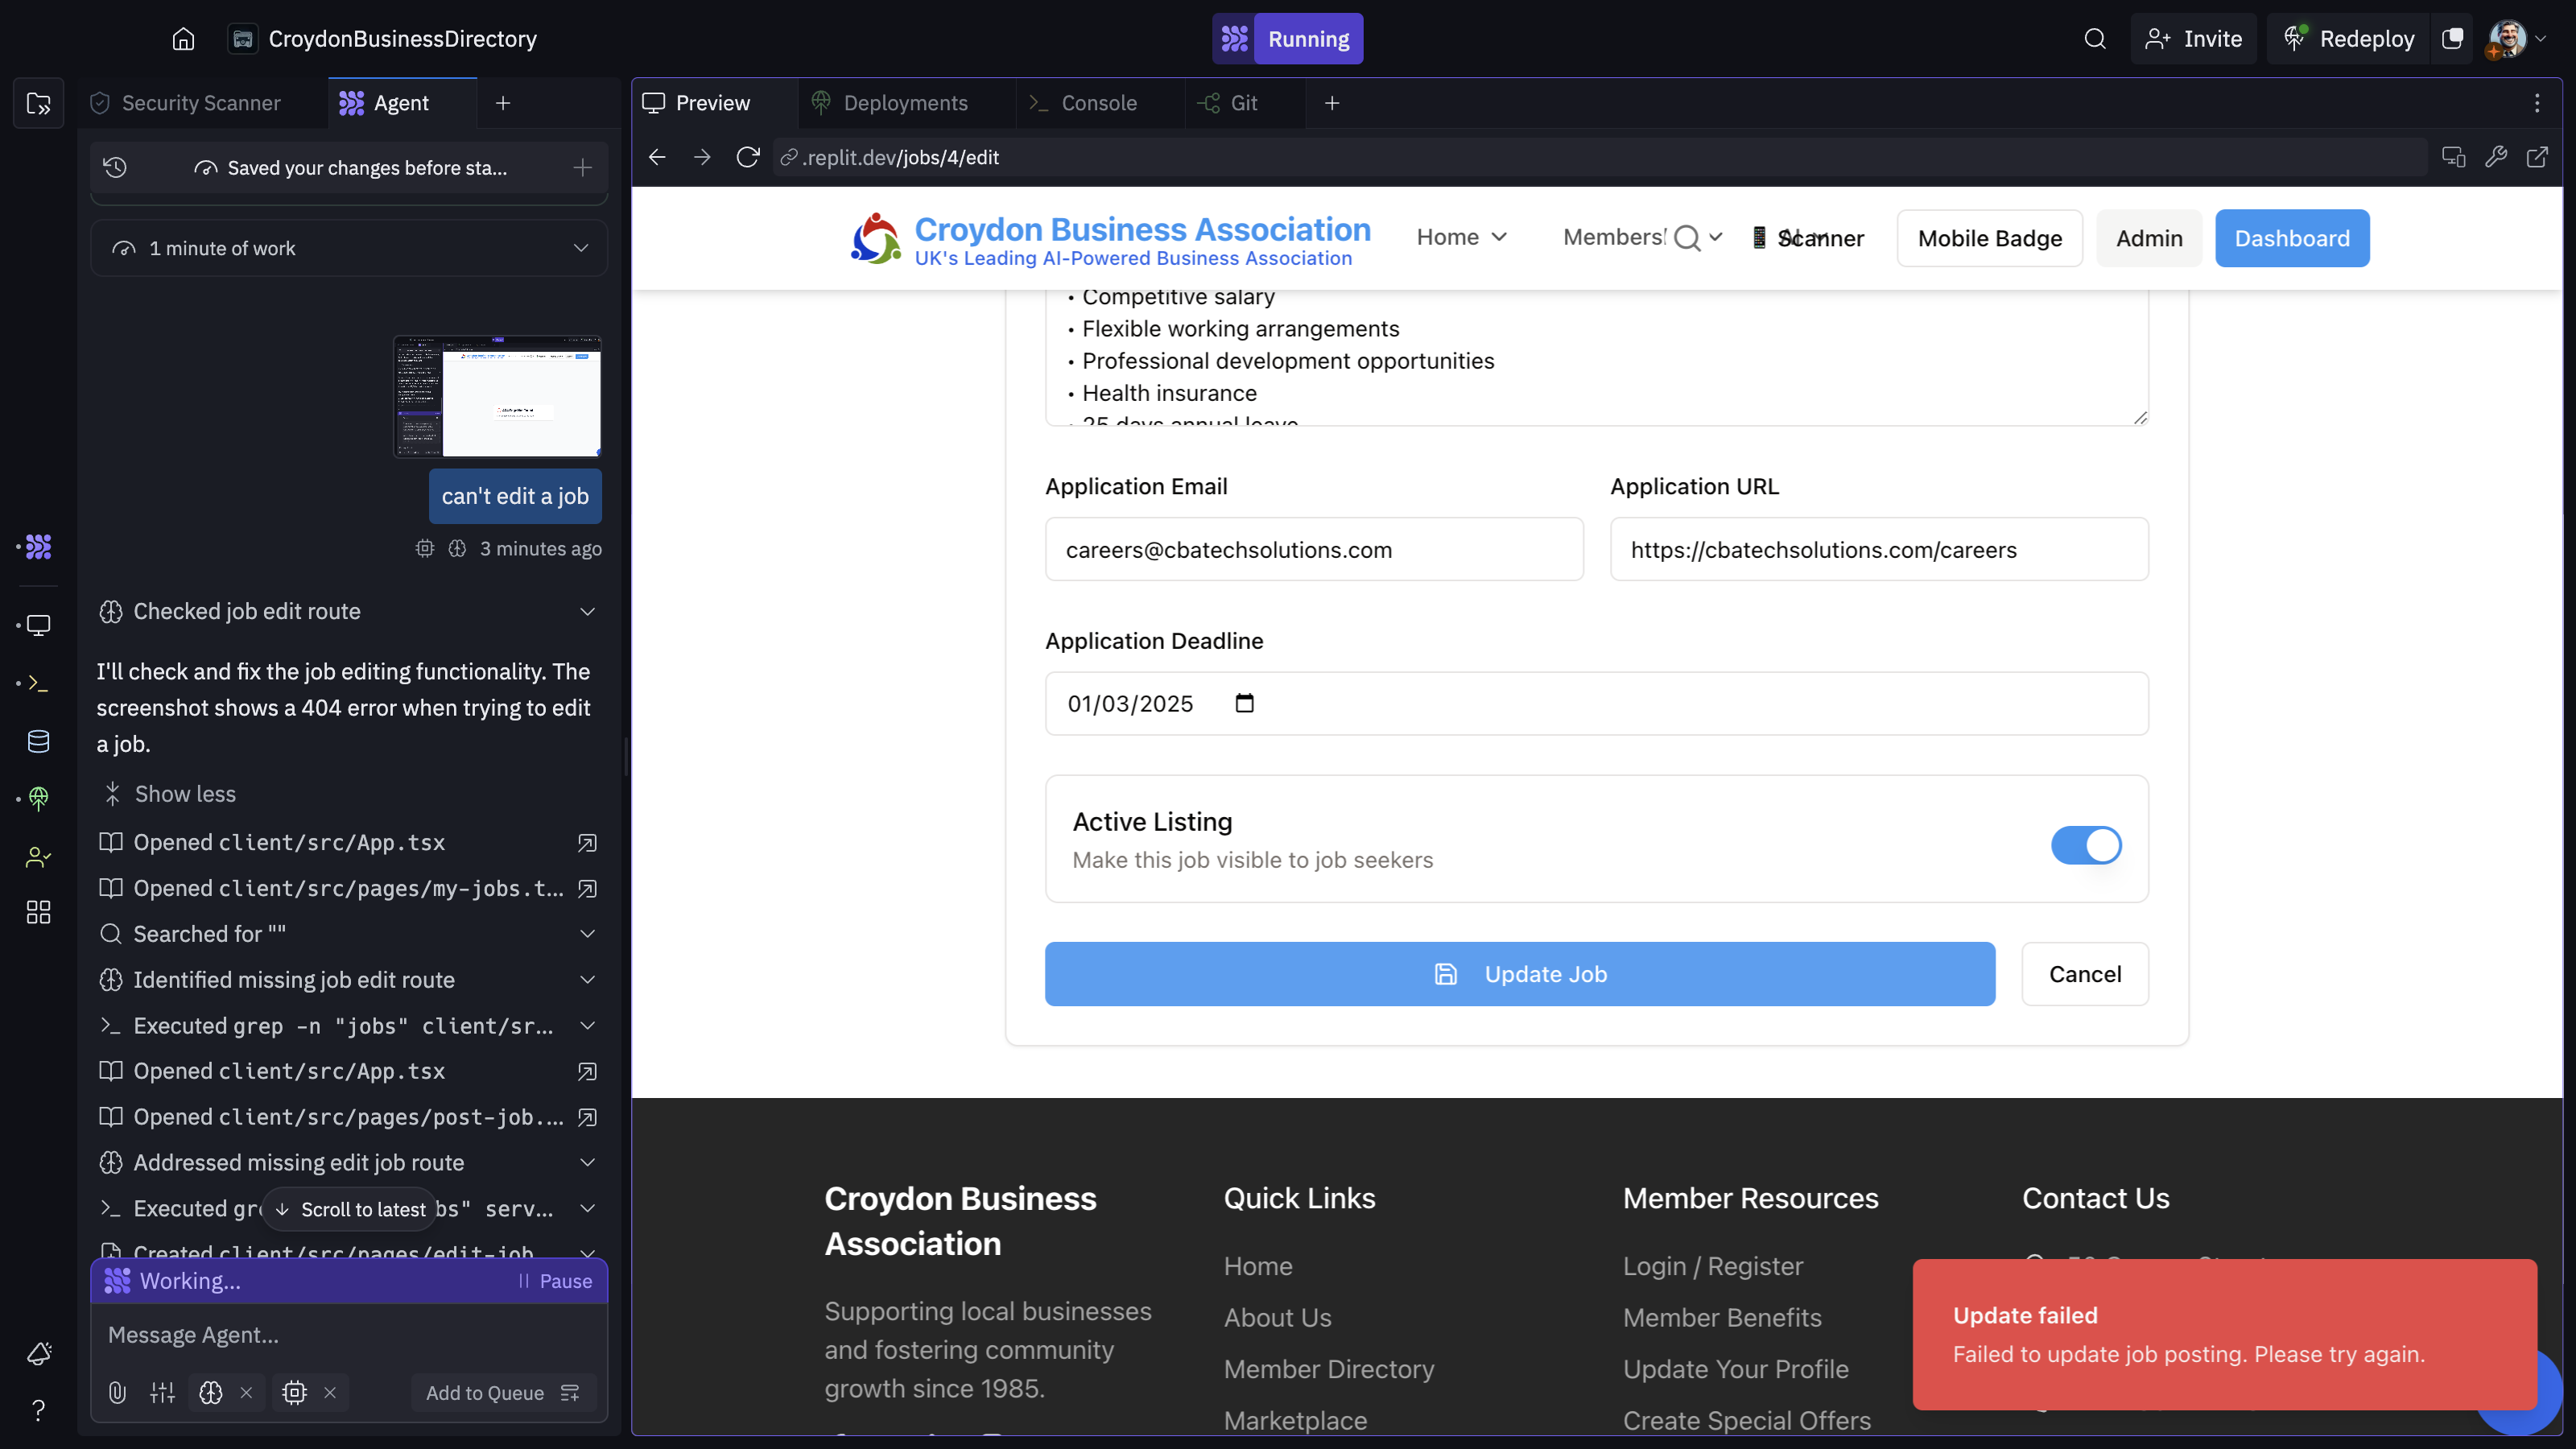 CroydonBusinessDirectory
Running
Invite
Redeploy
Security Scanner
Agent
Preview
Deployments
Console
Git
Saved your changes before sta...
.replit.dev/jobs/4/edit
1 minute of work
can't edit a job
3 minutes ago
Checked job edit route
I'll check and fix the job editing functionality. The
screenshot shows a 404 error when trying to edit
a job.
Show less
Opened client/src/App.tsx
Opened client/src/pages/my-jobs.t...
Searched for ""
Identified missing job edit route
Executed grep -n "jobs" client/sr...
Opened client/src/App.tsx
Opened client/src/pages/post-job....
Addressed missing edit job route
Executed gr
Scroll to latest
bs" serv...
Created client/src/pages/edit-job
Working...
Pause
Message Agent...
Add to Queue
Croydon Business Association
UK's Leading AI-Powered Business Association
Home
Members
Scanner
Mobile Badge
Admin
Dashboard
• Competitive salary
• Flexible working arrangements
• Professional development opportunities
• Health insurance
• 25 days annual leave
Application Email
Application URL
careers@cbatechsolutions.com
https://cbatechsolutions.com/careers
Application Deadline
01/03/2025
Active Listing
Make this job visible to job seekers
Update Job
Cancel
Croydon Business
Association
Supporting local businesses
and fostering community
growth since 1985.
Quick Links
Home
About Us
Member Directory
Marketplace
Member Resources
Login / Register
Member Benefits
Update Your Profile
Create Special Offers
Contact Us
Update failed
Failed to update job posting. Please try again.